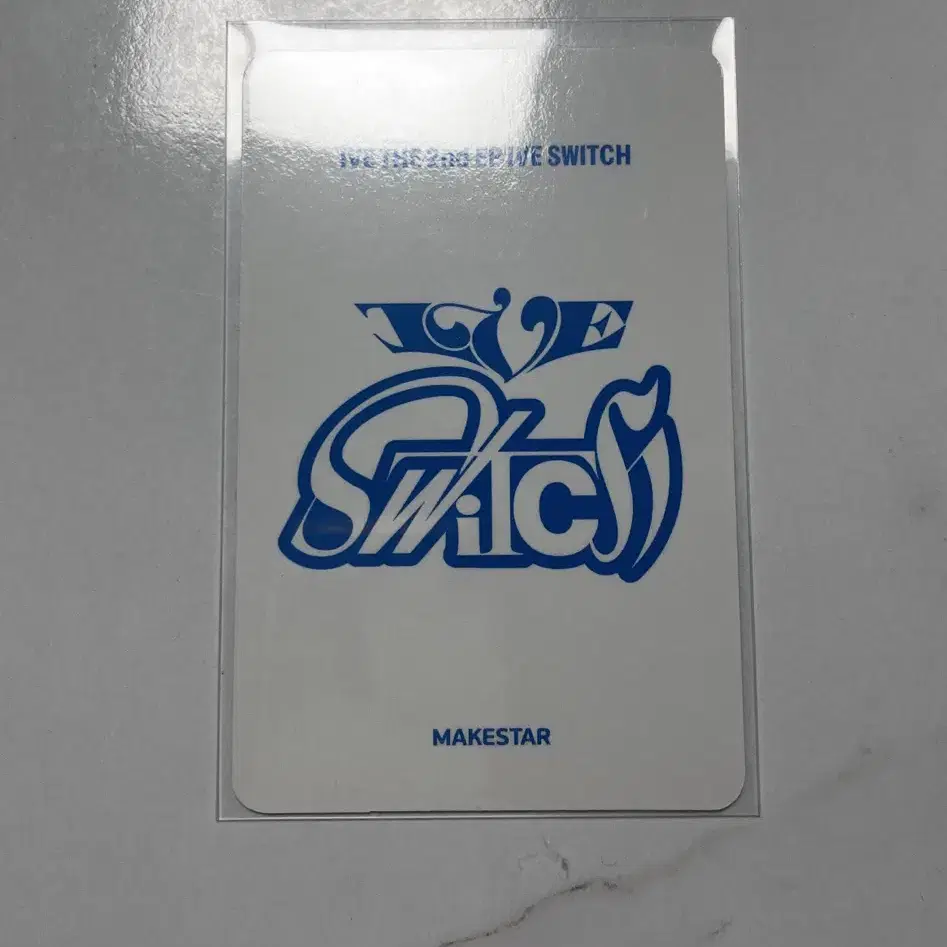 IVE THE 2nd EP IVE SWITCH
IVE
SWiTCH
MAKESTAR